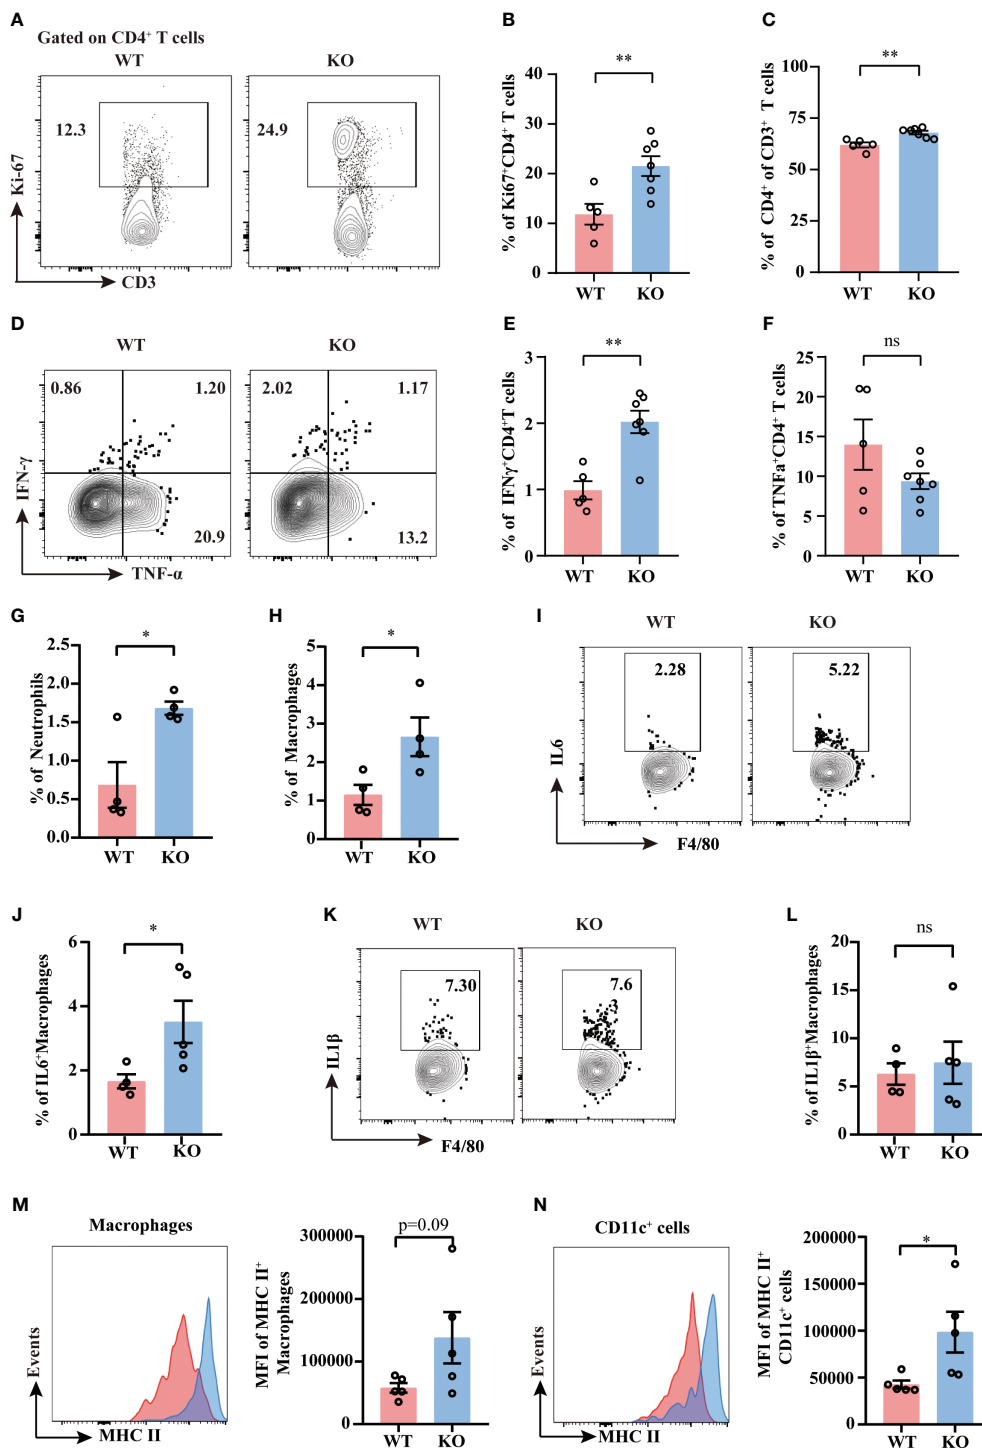 A
Gated on CD4⁺ T cells
WT
KO
12.3
24.9
Ki-67
CD3
B
% of Ki67⁺CD4⁺ T cells
40
30
20
10
0
**
WT
KO
C
% of CD4⁺ of CD3⁺ T cells
100
75
50
25
0
**
WT
KO
D
WT
KO
0.86
1.20
20.9
2.02
1.17
13.2
IFN-γ
TNF-α
E
% of IFNγ⁺CD4⁺T cells
3
2
1
0
**
WT
KO
F
% of TNFa⁺CD4⁺ T cells
20
15
10
5
0
ns
WT
KO
G
% of Neutrophils
2.5
2.0
1.5
1.0
0.5
0.0
*
WT
KO
H
% of Macrophages
5
4
3
2
1
0
*
WT
KO
I
WT
KO
2.28
5.22
IL6
F4/80
J
% of IL6⁺Macrophages
6
4
2
0
*
WT
KO
K
WT
KO
7.30
7.6
3
IL1β
F4/80
L
% of IL1β⁺Macrophages
20
15
10
5
0
ns
WT
KO
M
Macrophages
Events
MHC II
MFI of MHC II⁺
Macrophages
300000
200000
100000
0
p=0.09
WT
KO
N
CD11c⁺ cells
Events
MHC II
MFI of MHC II⁺
CD11c⁺ cells
200000
150000
100000
50000
0
*
WT
KO